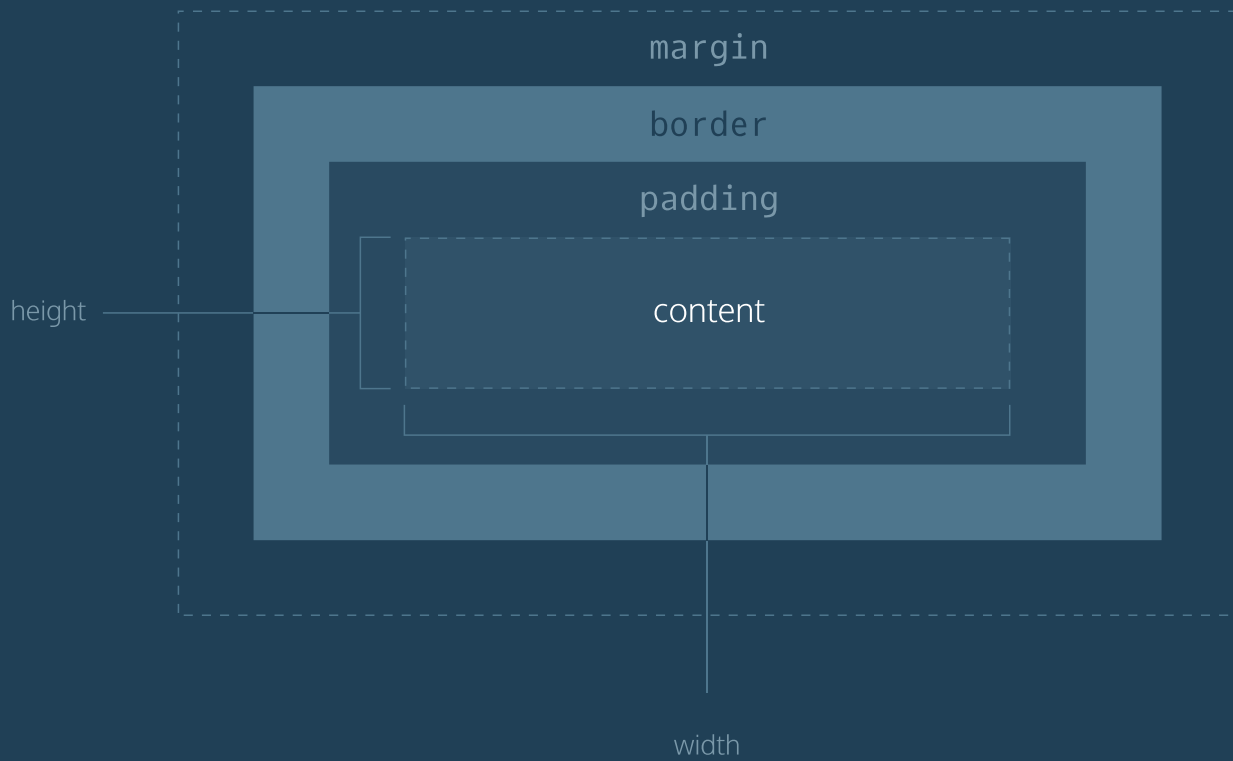 margin
border
padding
height
content
width